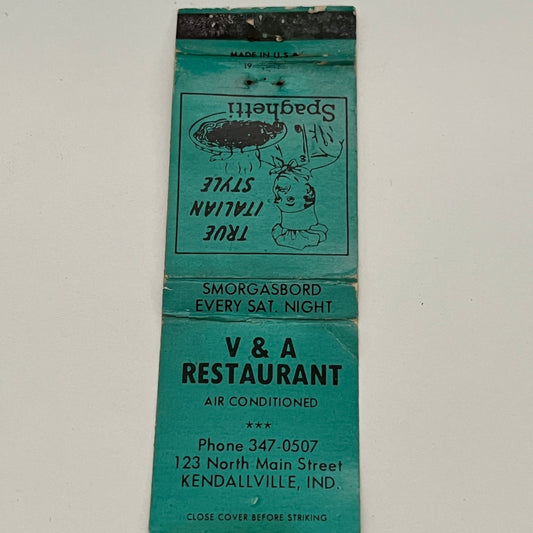 MADE IN U.S.A.
TRUE
ITALIAN
STYLE
Spaghetti
SMORGASBORD
EVERY SAT. NIGHT
V & A
RESTAURANT
AIR CONDITIONED
***
Phone 347-0507
123 North Main Street
KENDALLVILLE, IND.
CLOSE COVER BEFORE STRIKING